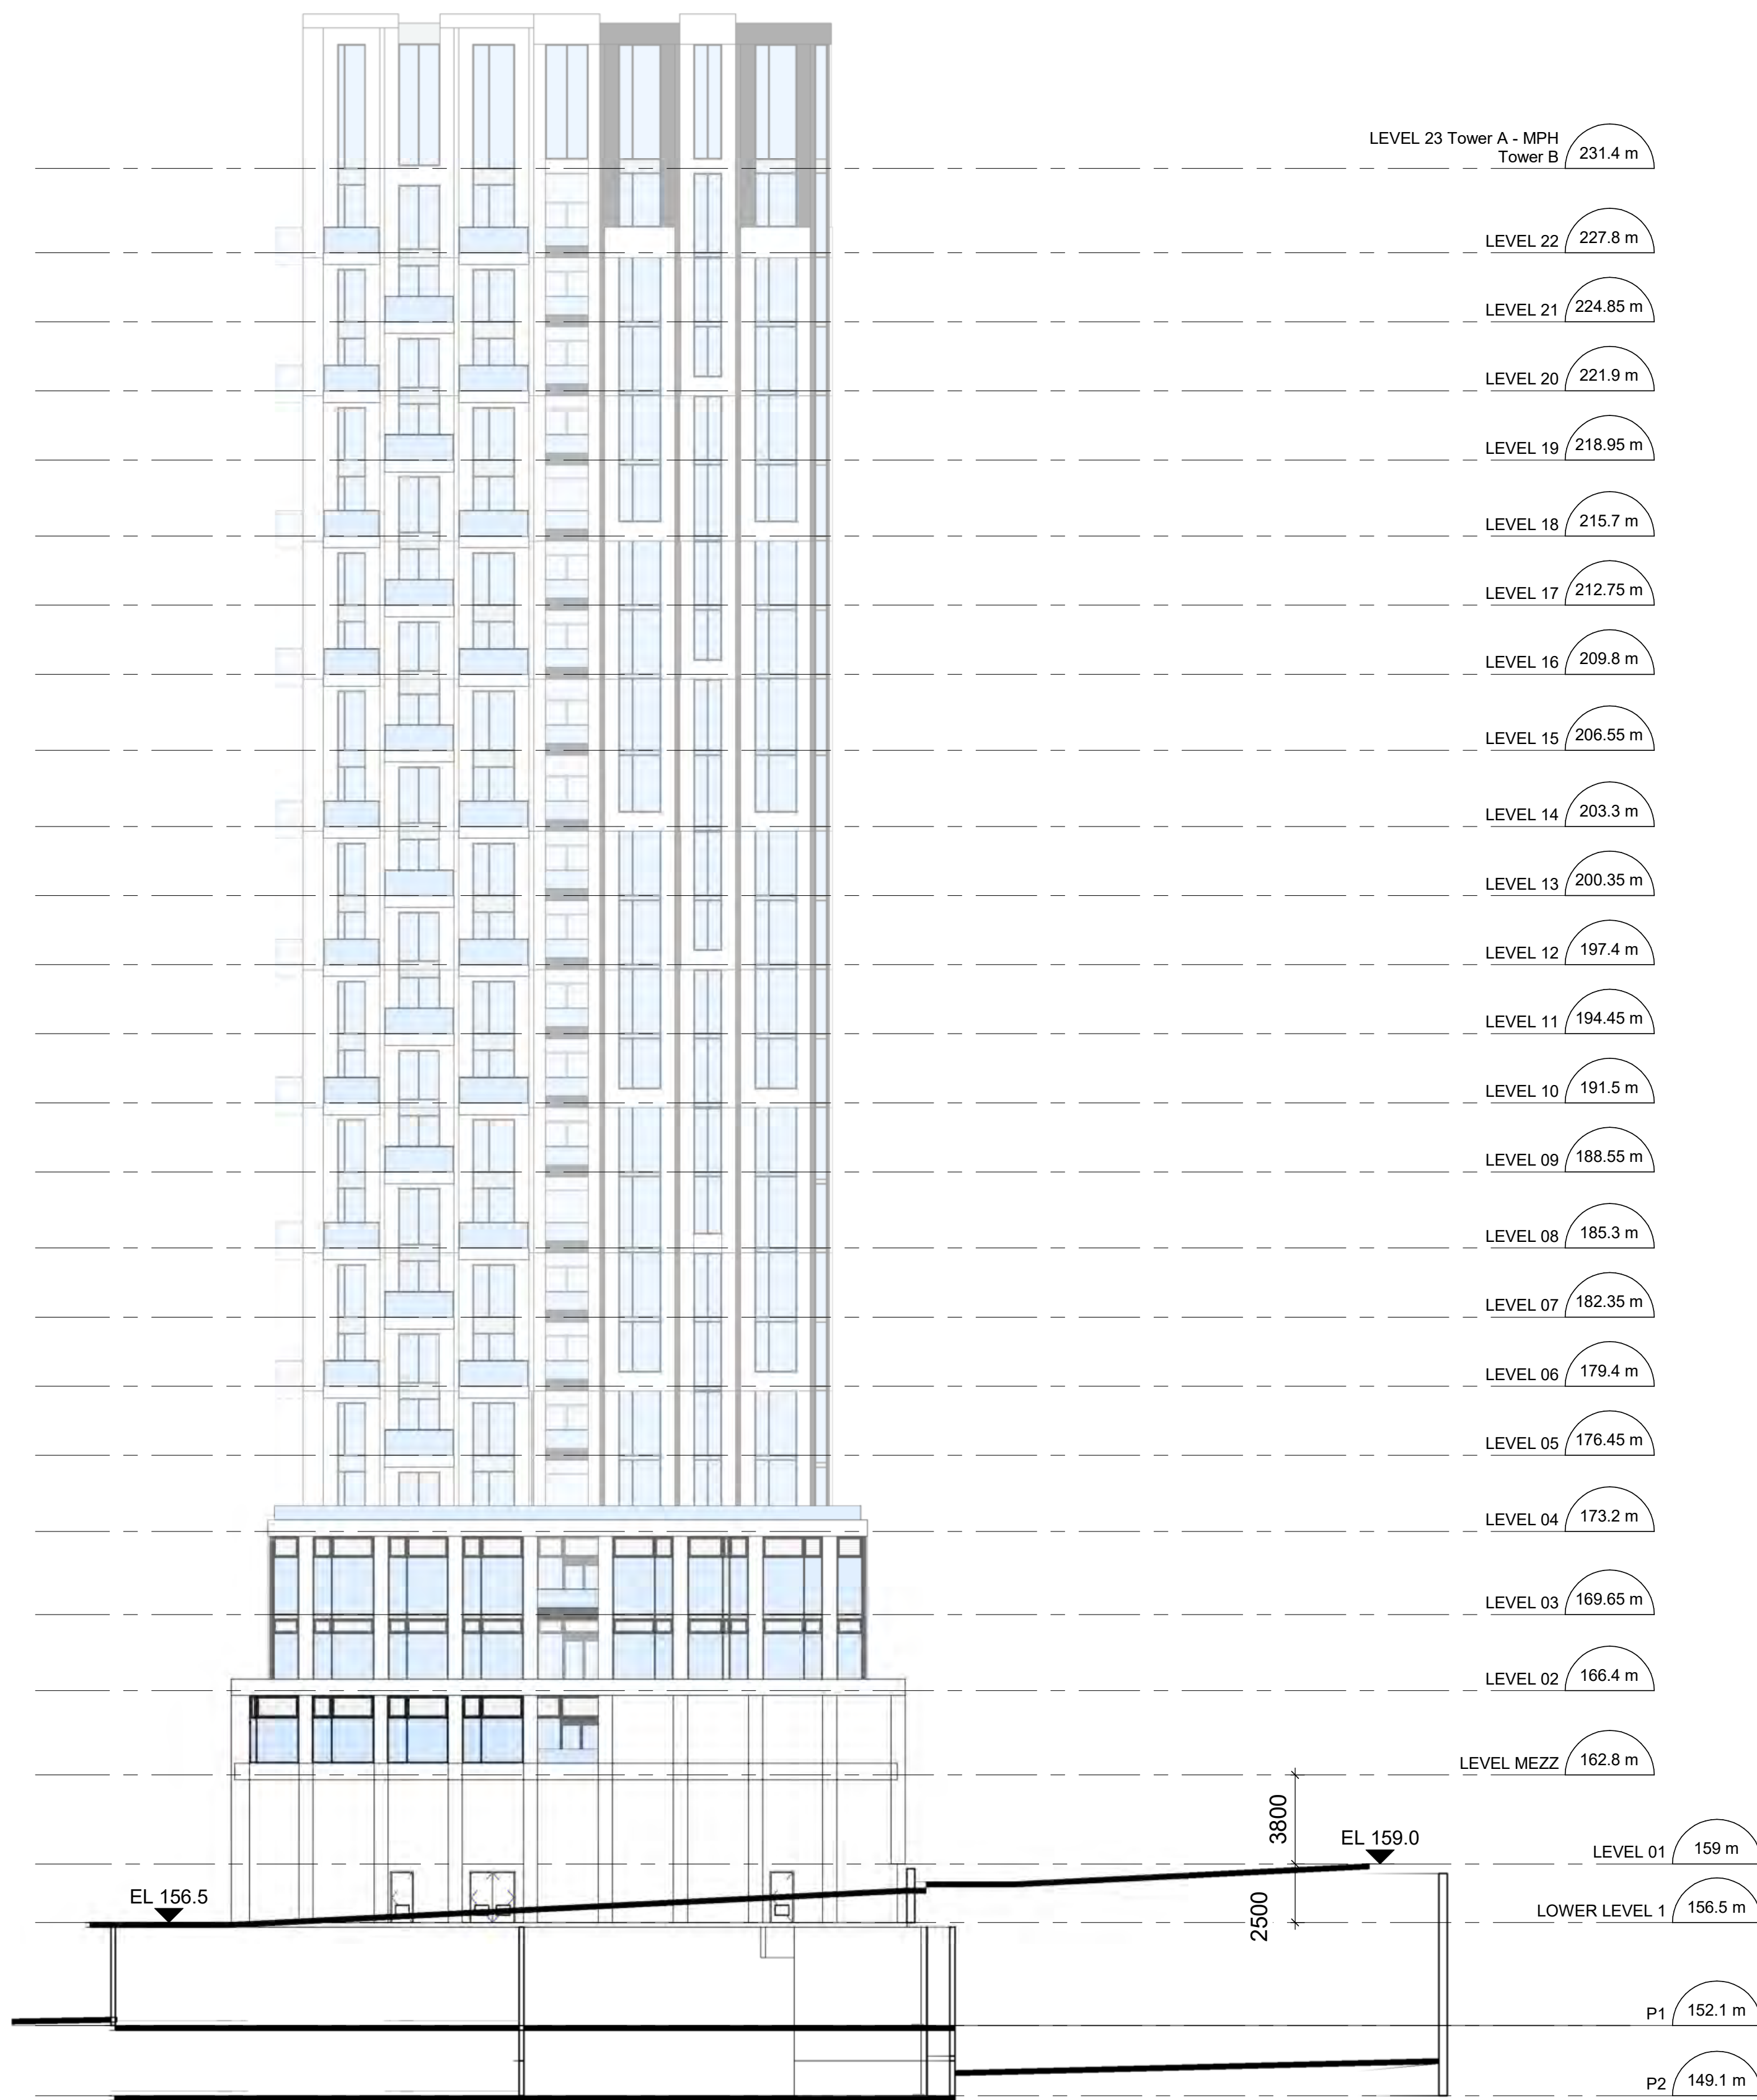 LEVEL 23 Tower A - MPH
Tower B
231.4 m
LEVEL 22
227.8 m
LEVEL 21
224.85 m
LEVEL 20
221.9 m
LEVEL 19
218.95 m
LEVEL 18
215.7 m
LEVEL 17
212.75 m
LEVEL 16
209.8 m
LEVEL 15
206.55 m
LEVEL 14
203.3 m
LEVEL 13
200.35 m
LEVEL 12
197.4 m
LEVEL 11
194.45 m
LEVEL 10
191.5 m
LEVEL 09
188.55 m
LEVEL 08
185.3 m
LEVEL 07
182.35 m
LEVEL 06
179.4 m
LEVEL 05
176.45 m
LEVEL 04
173.2 m
LEVEL 03
169.65 m
LEVEL 02
166.4 m
LEVEL MEZZ
162.8 m
3800
EL 159.0
LEVEL 01
159 m
EL 156.5
2500
LOWER LEVEL 1
156.5 m
P1
152.1 m
P2
149.1 m